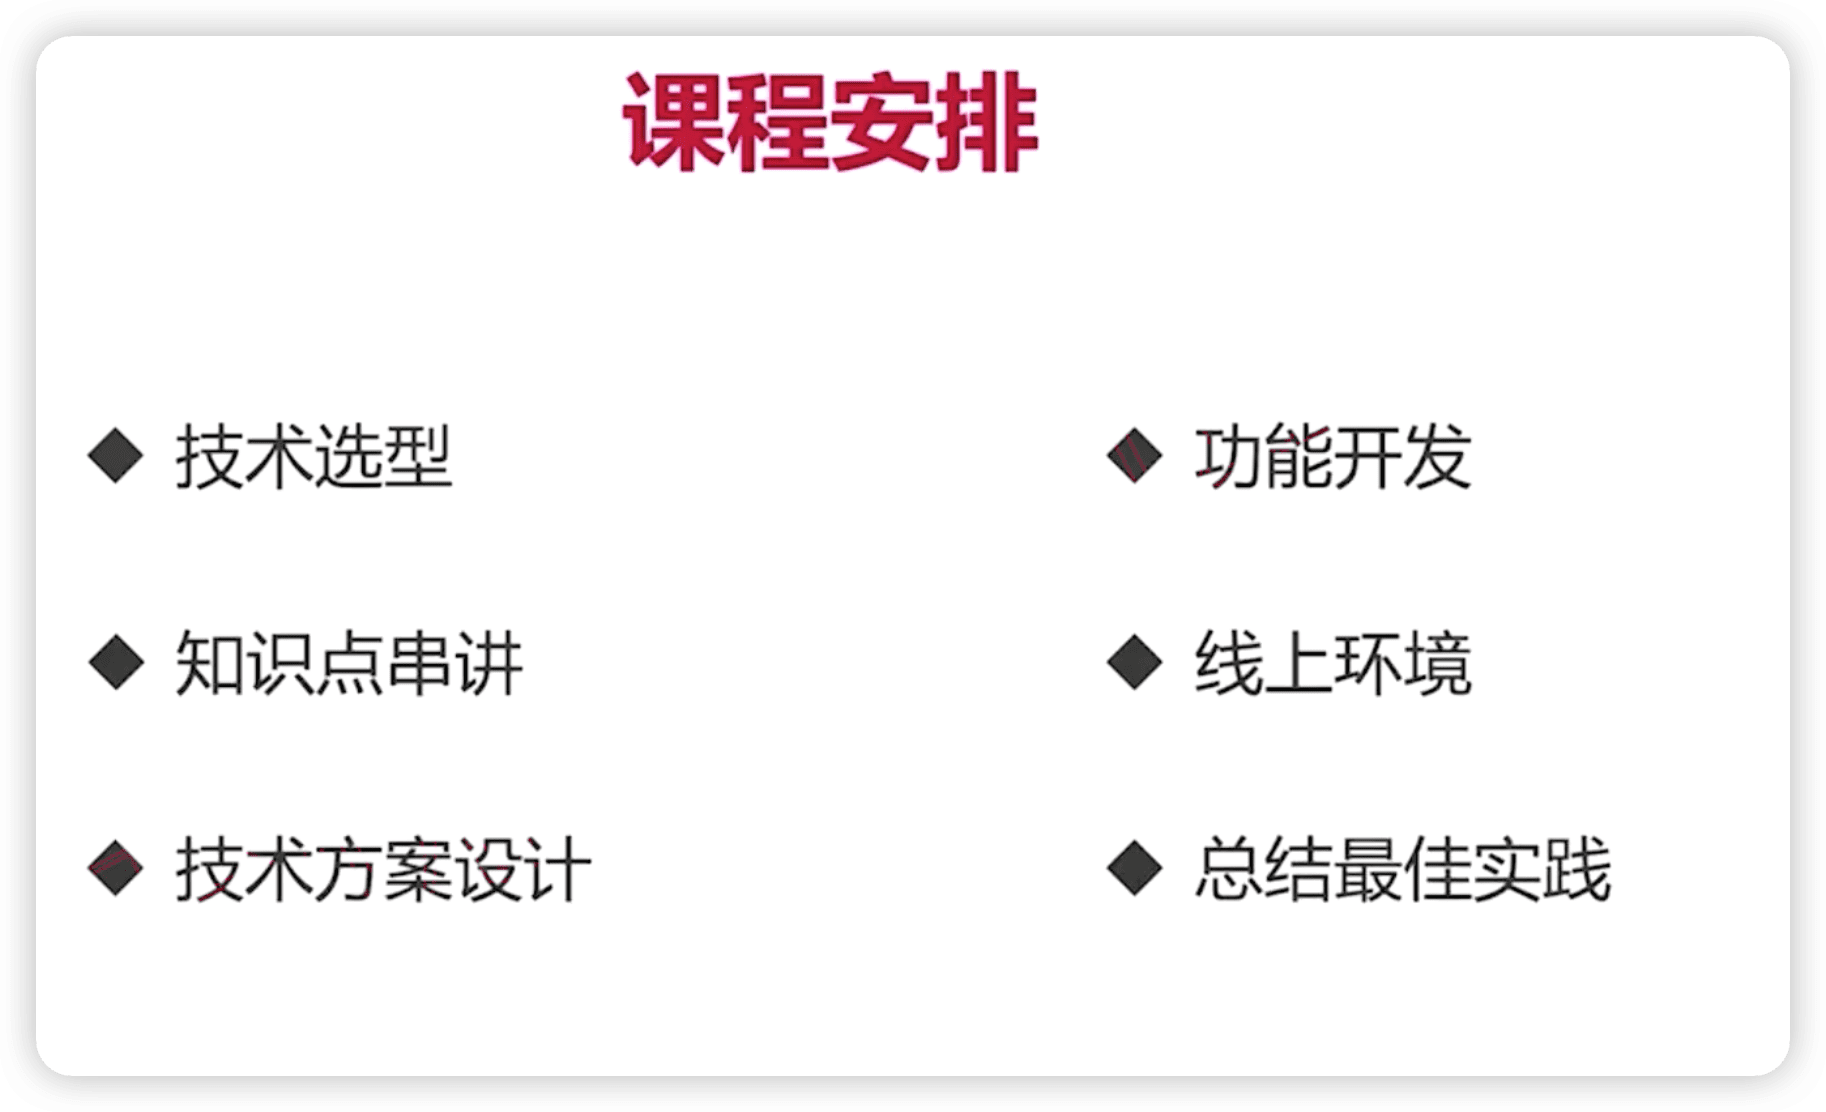 课程安排
技术选型
知识点串讲
技术方案设计
功能开发
线上环境
总结最佳实践